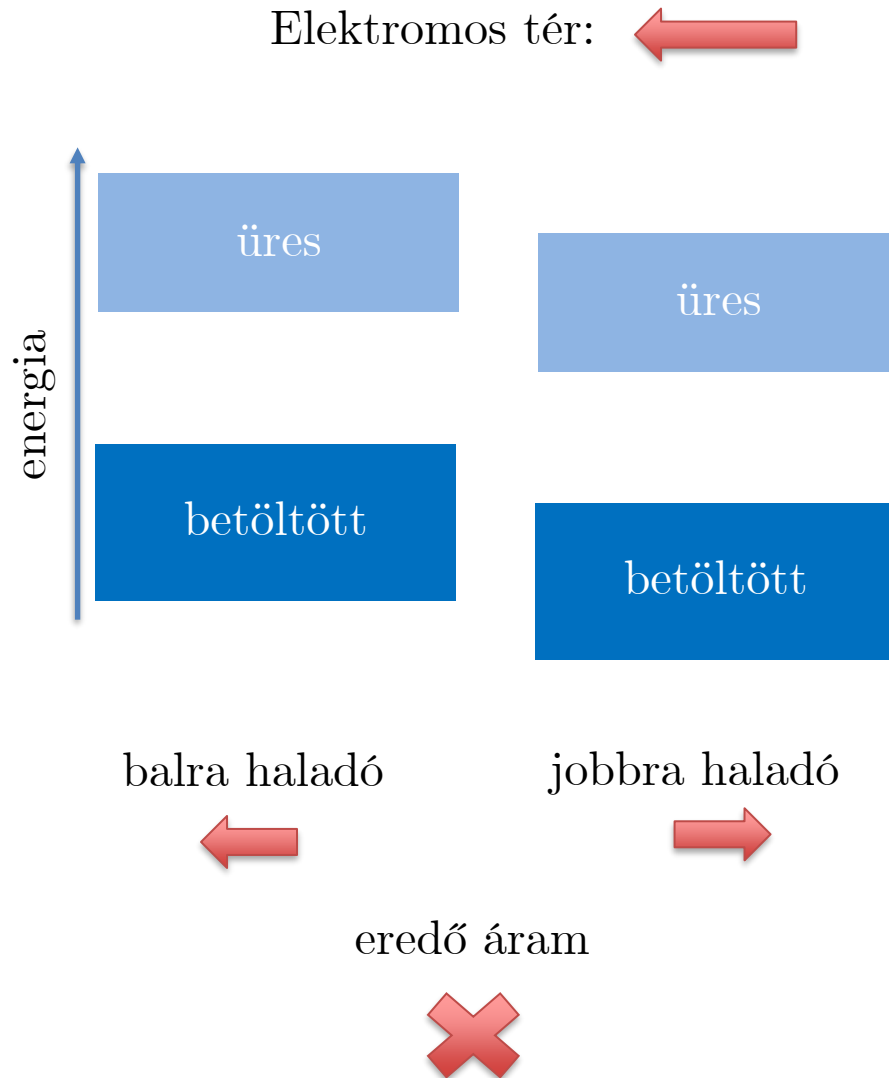 Elektromos tér:
energia
üres
üres
betöltött
betöltött
balra haladó
jobbra haladó
eredő áram